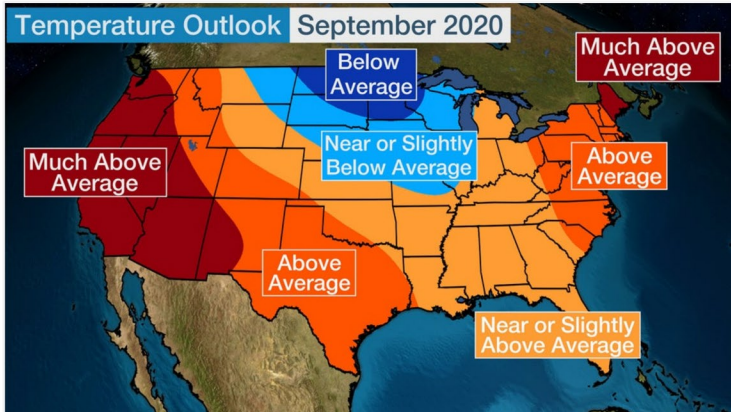 Temperature Outlook September 2020
Below
Average
Much Above
Average
Near or Slightly
Below Average
Much Above
Average
Above
Average
Above
Average
Near or Slightly
Above Average